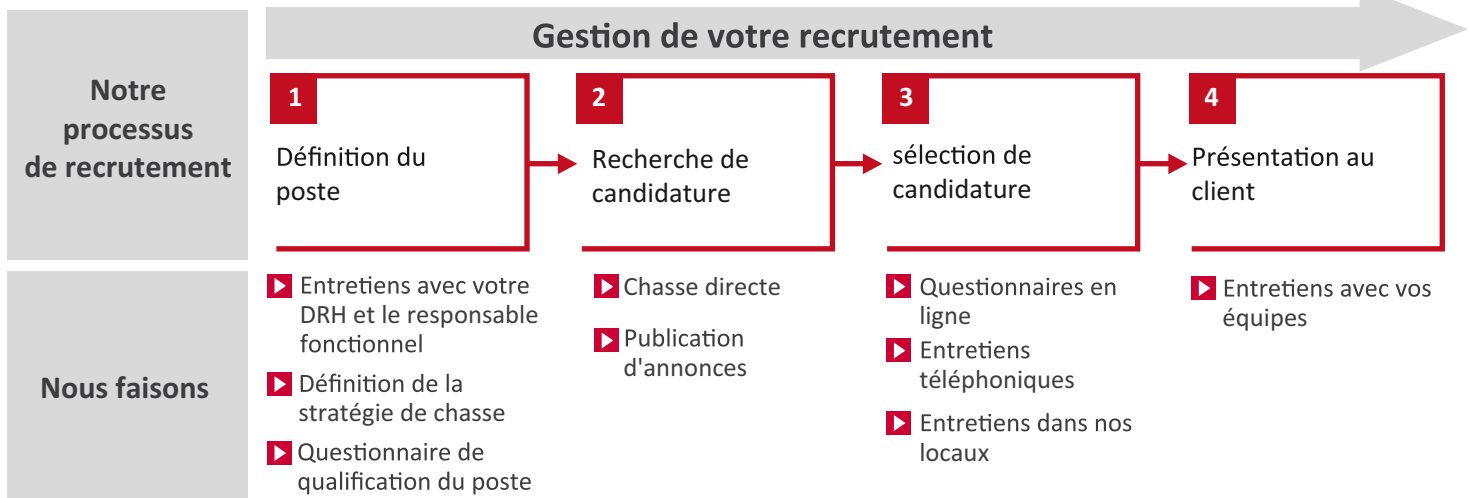 Gestion de votre recrutement
Notre
processus
de recrutement
1
Définition du
poste
2
Recherche de
candidature
3
sélection de
candidature
4
Présentation au
client
Nous faisons
Entretiens avec votre
DRH et le responsable
fonctionnel
Définition de la
stratégie de chasse
Questionnaire de
qualification du poste
Chasse directe
Publication
d'annonces
Questionnaires en
ligne
Entretiens
téléphoniques
Entretiens dans nos
locaux
Entretiens avec vos
équipes